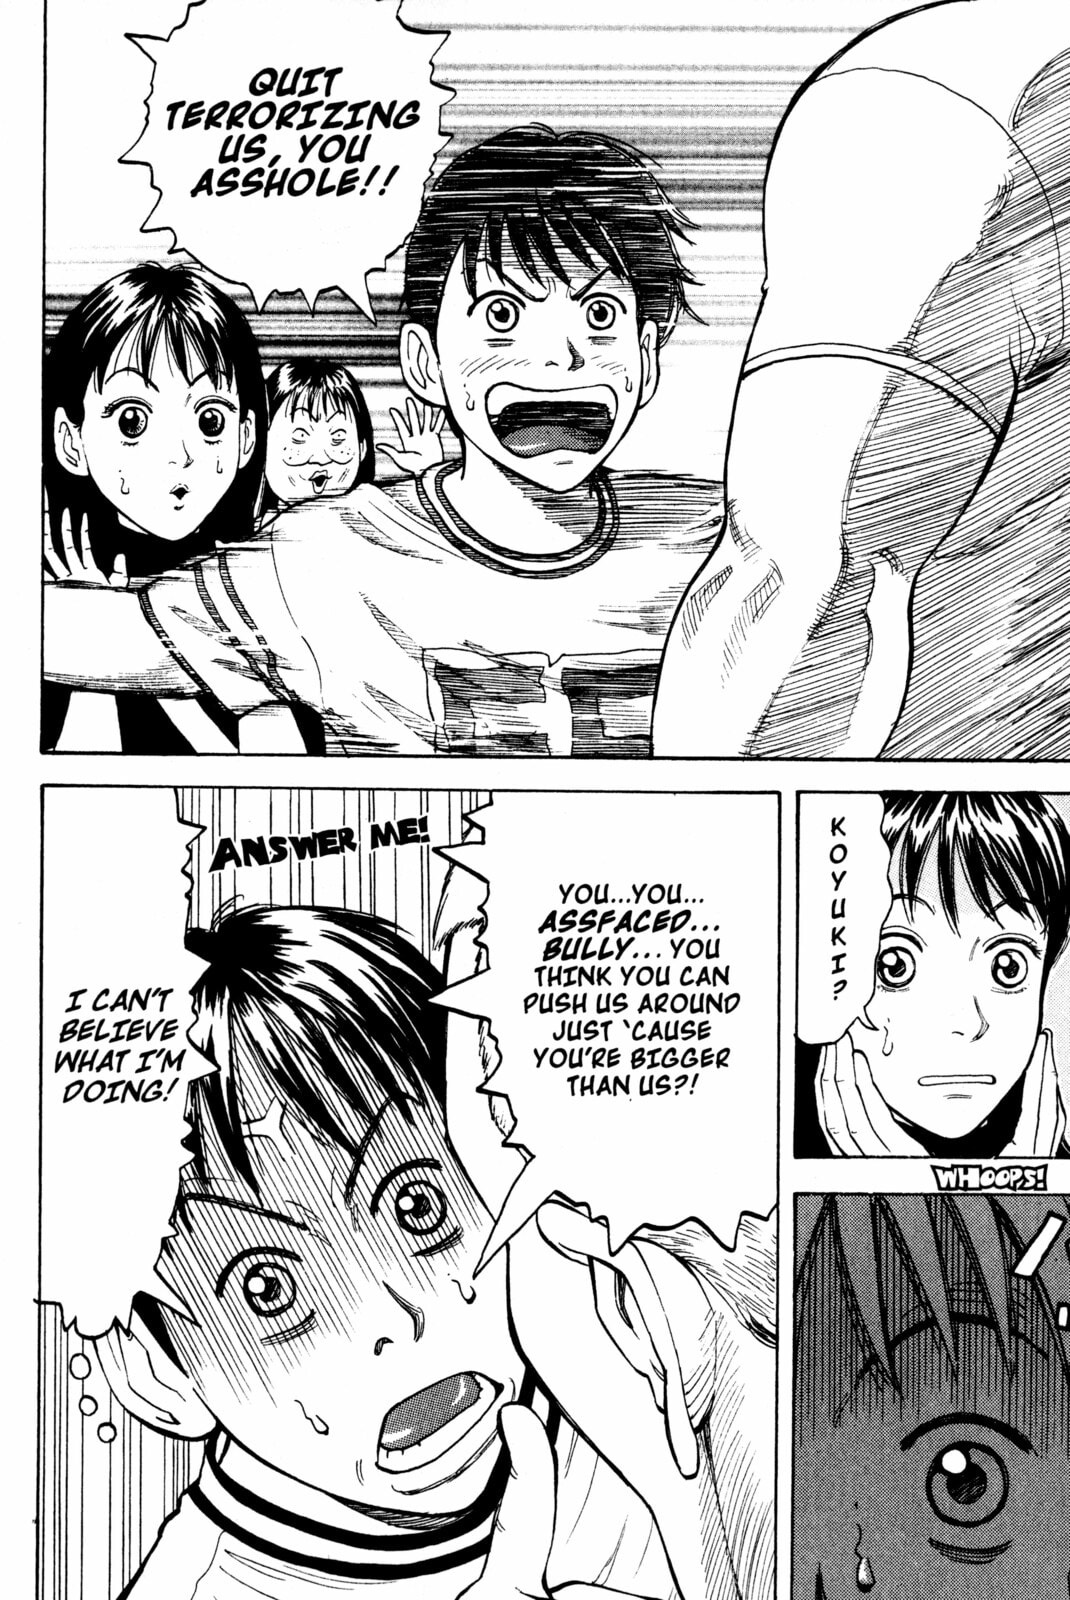 QUIT
TERRORIZING
US, YOU
ASSHOLE!!
KOYUKI?
WHOOPS!
YOU...YOU...
ASSFACED...
BULLY... YOU
THINK YOU CAN
PUSH US AROUND
JUST 'CAUSE
YOU'RE BIGGER
THAN US?!
ANSWER ME!
I CAN'T
BELIEVE
WHAT I'M
DOING!